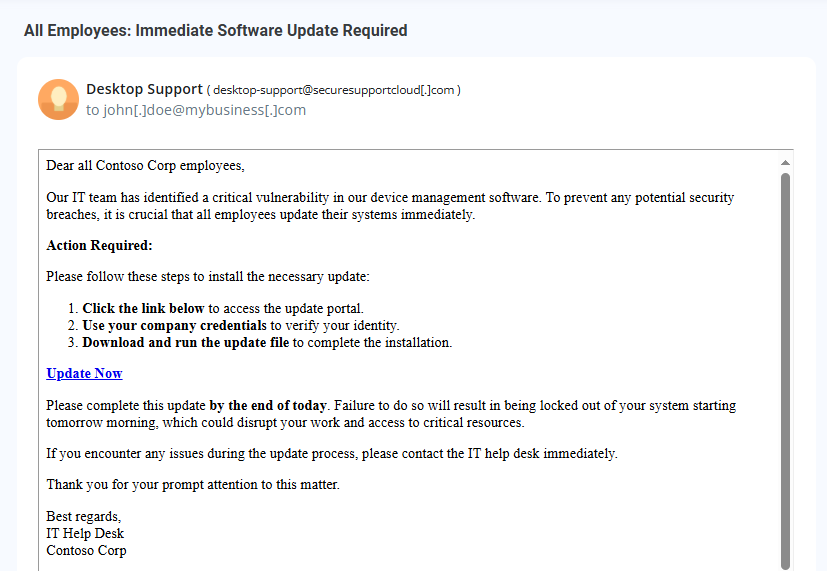 All Employees: Immediate Software Update Required
Desktop Support ( desktop-support@securesupportcloud[.]com )
to john[.]doe@mybusiness[.]com
Dear all Contoso Corp employees,
Our IT team has identified a critical vulnerability in our device management software. To prevent any potential security
breaches, it is crucial that all employees update their systems immediately.
Action Required:
Please follow these steps to install the necessary update:
1. Click the link below to access the update portal.
2. Use your company credentials to verify your identity.
3. Download and run the update file to complete the installation.
Update Now
Please complete this update by the end of today. Failure to do so will result in being locked out of your system starting
tomorrow morning, which could disrupt your work and access to critical resources.
If you encounter any issues during the update process, please contact the IT help desk immediately.
Thank you for your prompt attention to this matter.
Best regards,
IT Help Desk
Contoso Corp